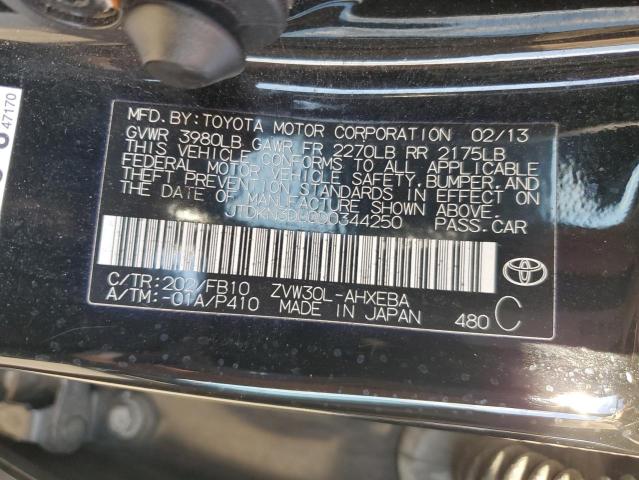 47170
MFD. BY: TOYOTA MOTOR CORPORATION 02/13
GVWR 3980LB. GAWR FR 2270LB RR 2175LB
THIS VEHICLE CONFORMS TO ALL APPLICABLE
FEDERAL MOTOR VEHICLE SAFETY, BUMPER, AND
THEFT PREVENTION STANDARDS IN EFFECT ON
THE DATE OF MANUFACTURE SHOWN ABOVE.
PASS.CAR
C/TR:202/FB10 ZVW30L-AHXEBA
A/TM:-01A/P410 MADE IN JAPAN 480 C